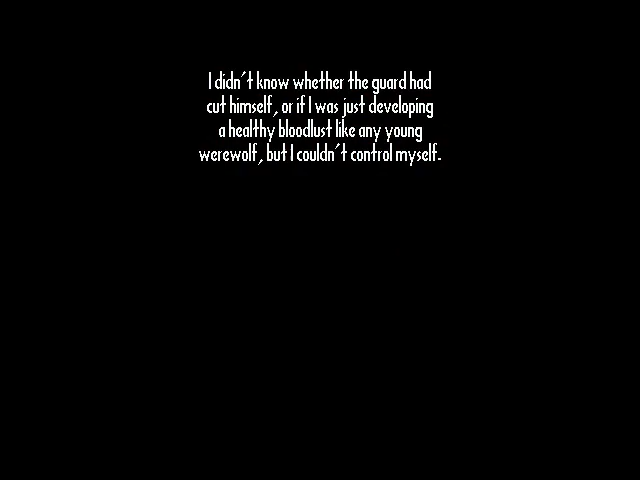 I didn't know whether the guard had
cut himself, or if I was just developing
a healthy bloodlust like any young
werewolf, but I couldn't control myself.